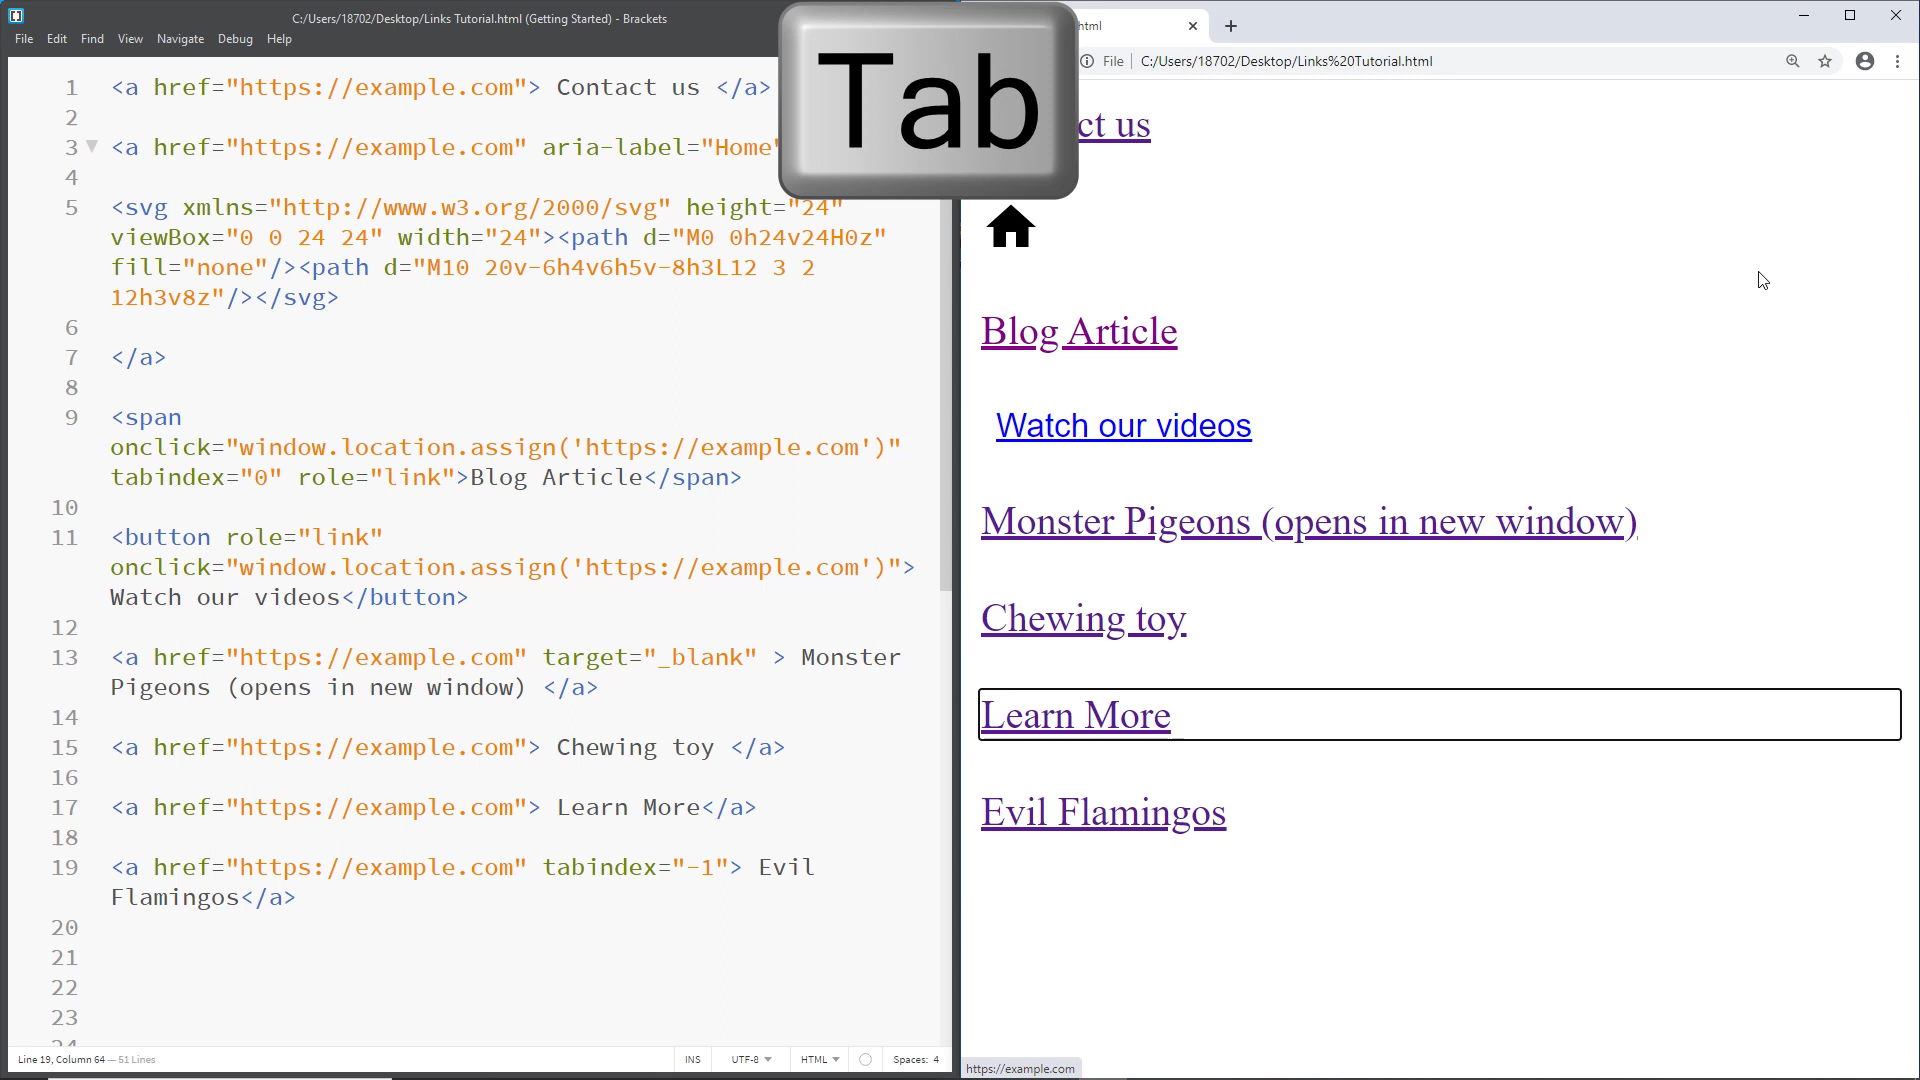 C:/Users/18702/Desktop/Links Tutorial.html (Getting Started) - Brackets
File Edit Find View Navigate Debug Help
1 <a href="https://example.com"> Contact us </a>
2
3 <a href="https://example.com" aria-label="Home"
4
5 <svg xmlns="http://www.w3.org/2000/svg" height="24"
viewBox="0 0 24 24" width="24"><path d="M0 0h24v24H0z"
fill="none"/><path d="M10 20v-6h4v6h5v-8h3L12 3 2
12h3v8z"/></svg>
6
7 </a>
8
9 <span
onclick="window.location.assign('https://example.com')"
tabindex="0" role="link">Blog Article</span>
10
11 <button role="link"
onclick="window.location.assign('https://example.com')">
Watch our videos</button>
12
13 <a href="https://example.com" target="_blank" > Monster
Pigeons (opens in new window) </a>
14
15 <a href="https://example.com"> Chewing toy </a>
16
17 <a href="https://example.com"> Learn More</a>
18
19 <a href="https://example.com" tabindex="-1"> Evil
Flamingos</a>
20
21
22
23
Line 19, Column 64 — 51 Lines
INS UTF-8 HTML Spaces: 4
Tab
html
File C:/Users/18702/Desktop/Links%20Tutorial.html
ct us
Blog Article
Watch our videos
Monster Pigeons (opens in new window)
Chewing toy
Learn More
Evil Flamingos
https://example.com